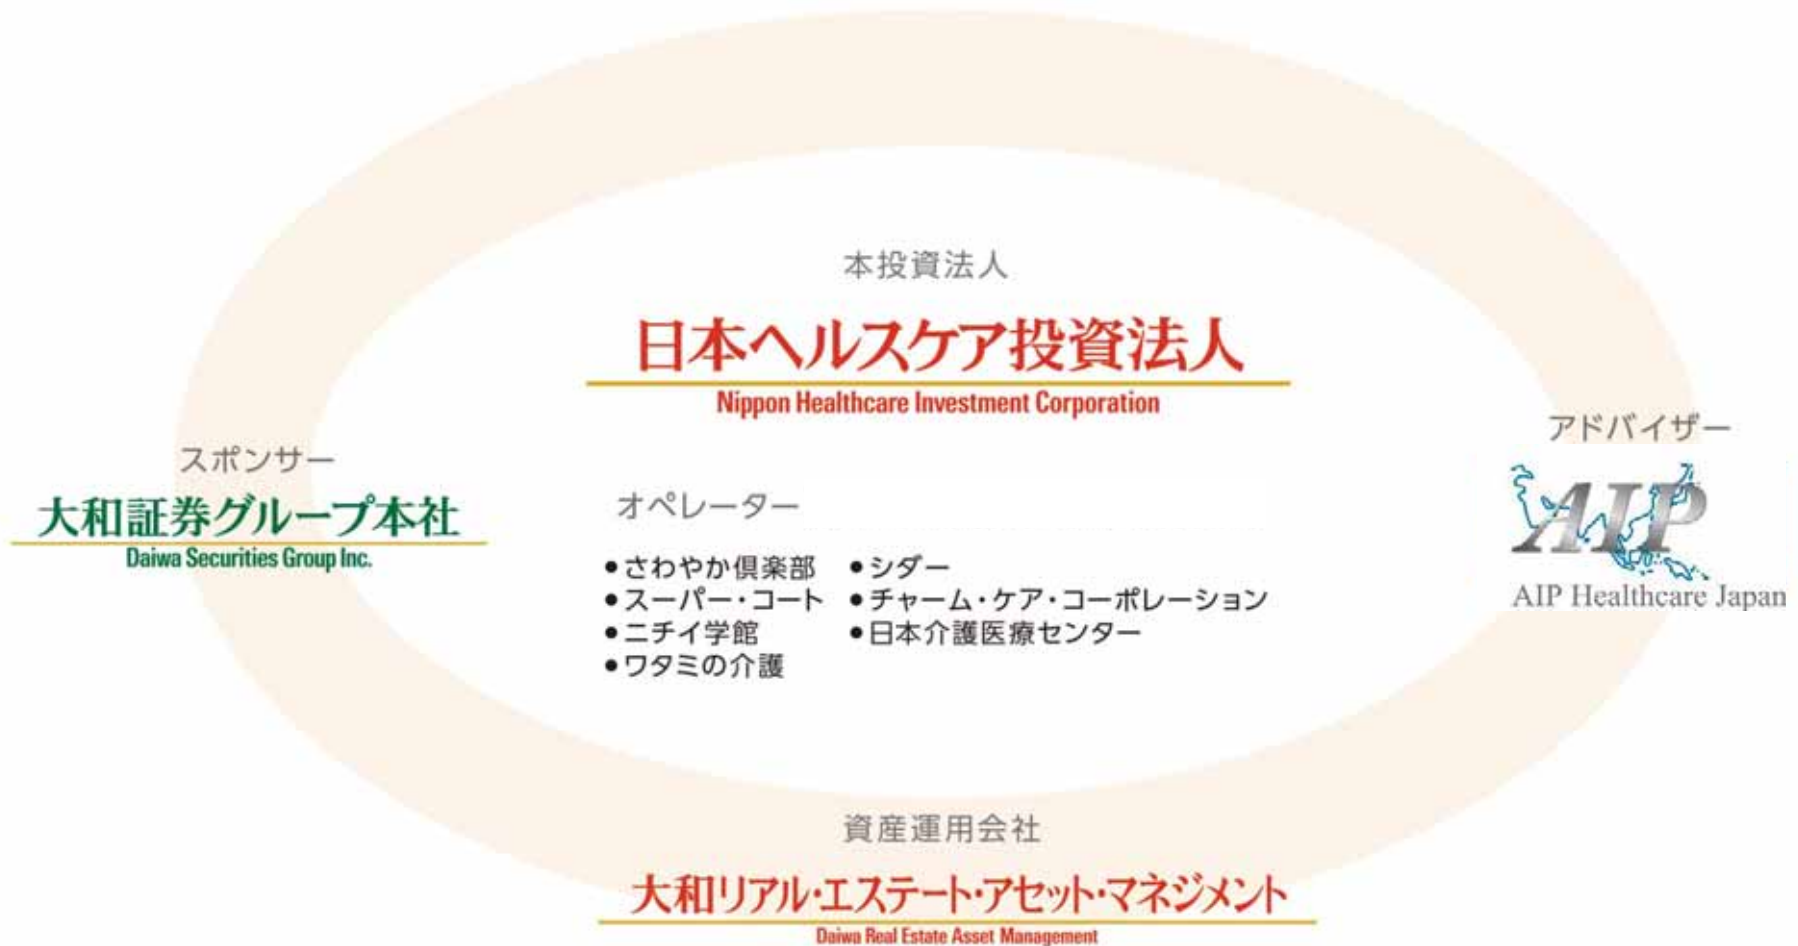 本投資法人
日本ヘルスケア投資法人
Nippon Healthcare Investment Corporation
スポンサー
大和証券グループ本社
Daiwa Securities Group Inc.
アドバイザー
AIP
AIP Healthcare Japan
オペレーター
●さわやか倶楽部
●スーパー・コート
●ニチイ学館
●ワタミの介護
●シダー
●チャーム・ケア・コーポレーション
●日本介護医療センター
資産運用会社
大和リアル・エステート・アセット・マネジメント
Daiwa Real Estate Asset Management